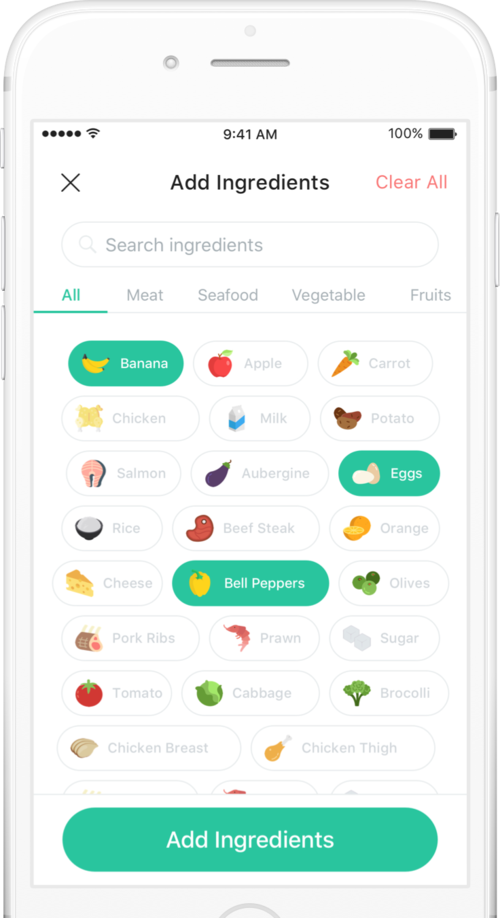 9:41 AM 100%
Add Ingredients Clear All
Search ingredients
All Meat Seafood Vegetable Fruits
Banana Apple Carrot
Chicken Milk Potato
Salmon Aubergine Eggs
Rice Beef Steak Orange
Cheese Bell Peppers Olives
Pork Ribs Prawn Sugar
Tomato Cabbage Brocolli
Chicken Breast Chicken Thigh
Add Ingredients